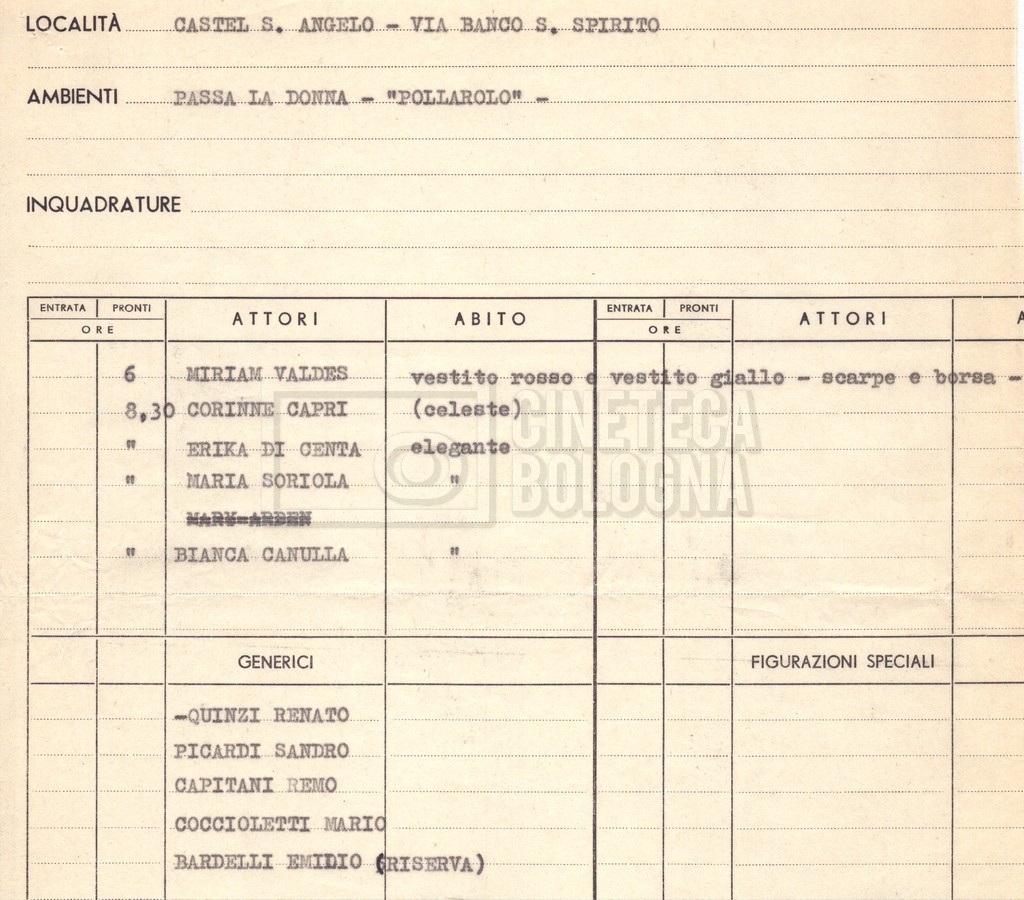 LOCALITÀ CASTEL S. ANGELO - VIA BANCO S. SPIRITO
AMBIENTI PASSA LA DONNA - "POLLAROLO" -
INQUADRATURE
ENTRATA PRONTI ATTORI ABITO ENTRATA PRONTI ATTORI A
ORE ORE
6 MIRIAM VALDES vestito rosso e vestito giallo - scarpe e borsa -
8,30 CORINNE CAPRI (celeste)
" ERIKA DI CENTA elegante
" MARIA SORIOLA "
MARY ARDEN
" BIANCA CANULLA "
GENERICI FIGURAZIONI SPECIALI
-QUINZI RENATO
PICARDI SANDRO
CAPITANI REMO
COCCIOLETTI MARIO
BARDELLI EMIDIO (RISERVA)
CINETECA
BOLOGNA